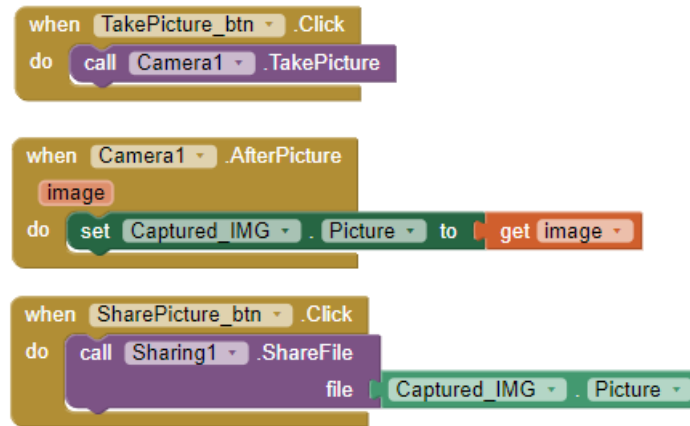 when TakePicture_btn .Click
do call Camera1 .TakePicture
when Camera1 .AfterPicture
image
do set Captured_IMG . Picture to get image
when SharePicture_btn .Click
do call Sharing1 .ShareFile
file Captured_IMG . Picture